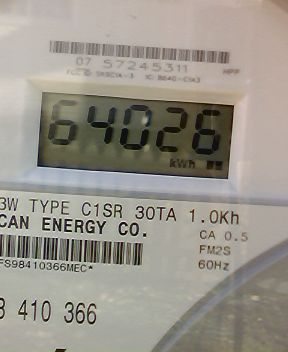 07 57245311
HPF
64026
kWh
3W TYPE C1SR 30TA 1.0Kh
CAN ENERGY CO.
CA 0.5
FM2S
60Hz
FS98410366MEC*
8 410 366